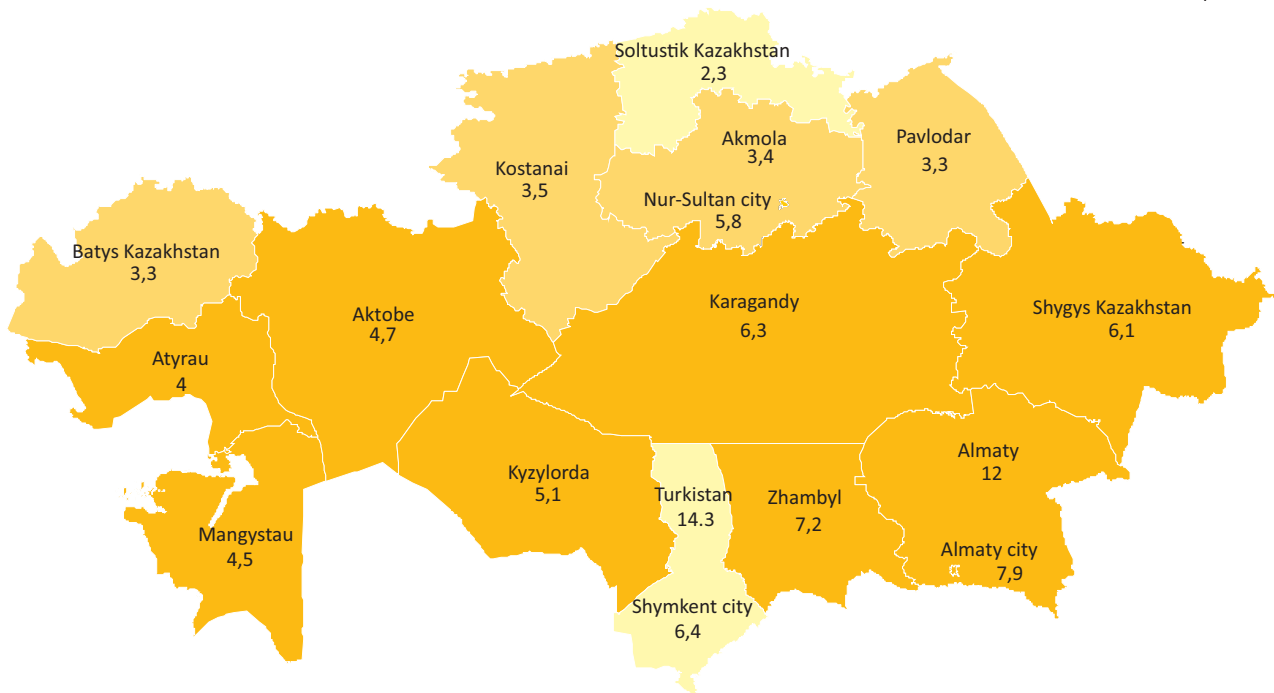 Soltustik Kazakhstan
2,3
Akmola
3,4
Pavlodar
3,3
Kostanai
3,5
Nur-Sultan city
5,8
Batys Kazakhstan
3,3
Aktobe
4,7
Karagandy
6,3
Shygys Kazakhstan
6,1
Atyrau
4
Kyzylorda
5,1
Turkistan
14.3
Zhambyl
7,2
Almaty
12
Mangystau
4,5
Almaty city
7,9
Shymkent city
6,4